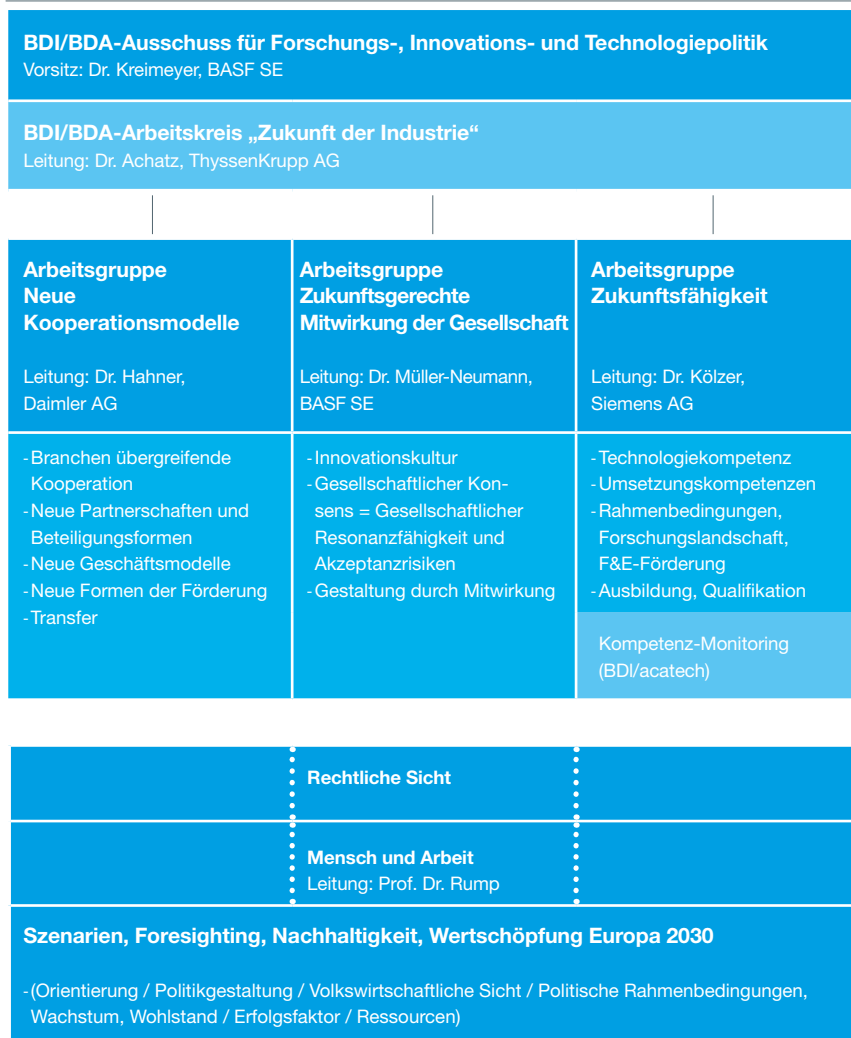 BDI/BDA-Ausschuss für Forschungs-, Innovations- und Technologiepolitik
Vorsitz: Dr. Kreimeyer, BASF SE
BDI/BDA-Arbeitskreis „Zukunft der Industrie“
Leitung: Dr. Achatz, ThyssenKrupp AG
Arbeitsgruppe
Neue
Kooperationsmodelle
Leitung: Dr. Hahner,
Daimler AG
-Branchen übergreifende
Kooperation
-Neue Partnerschaften und
Beteiligungsformen
-Neue Geschäftsmodelle
-Neue Formen der Förderung
-Transfer
Arbeitsgruppe
Zukunftsgerechte
Mitwirkung der Gesellschaft
Leitung: Dr. Müller-Neumann,
BASF SE
-Innovationskultur
-Gesellschaftlicher Kon-
sens = Gesellschaftlicher
Resonanzfähigkeit und
Akzeptanzrisiken
-Gestaltung durch Mitwirkung
Arbeitsgruppe
Zukunftsfähigkeit
Leitung: Dr. Kölzer,
Siemens AG
-Technologiekompetenz
-Umsetzungskompetenzen
-Rahmenbedingungen,
Forschungslandschaft,
F&E-Förderung
-Ausbildung, Qualifikation
Kompetenz-Monitoring
(BDI/acatech)
Rechtliche Sicht
Mensch und Arbeit
Leitung: Prof. Dr. Rump
Szenarien, Foresighting, Nachhaltigkeit, Wertschöpfung Europa 2030
-(Orientierung / Politikgestaltung / Volkswirtschaftliche Sicht / Politische Rahmenbedingungen,
Wachstum, Wohlstand / Erfolgsfaktor / Ressourcen)